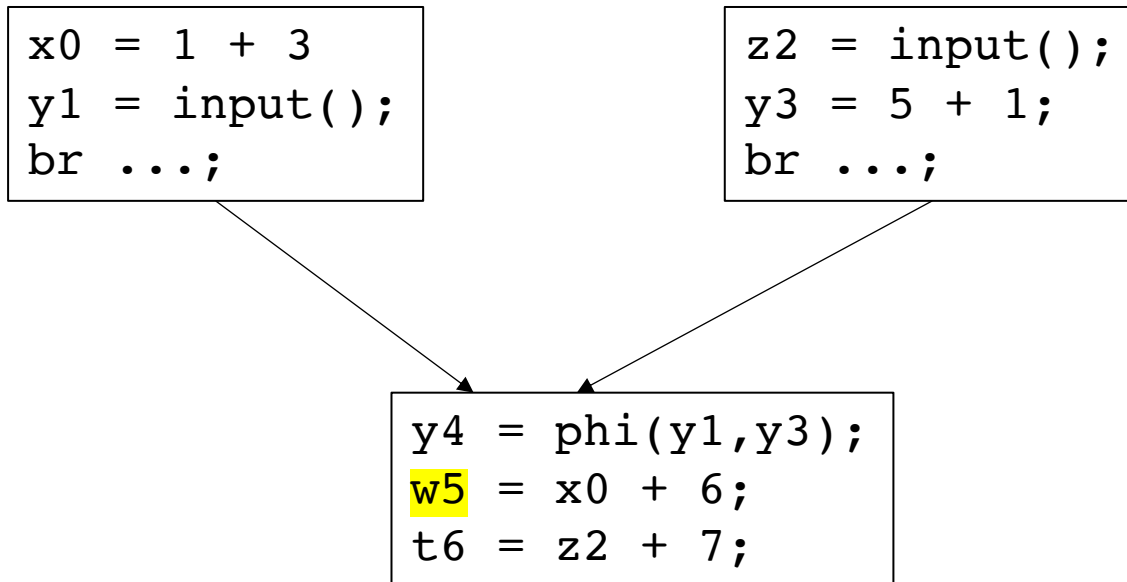 x0 = 1 + 3
y1 = input();
br ...;
z2 = input();
y3 = 5 + 1;
br ...;
y4 = phi(y1,y3);
w5 = x0 + 6;
t6 = z2 + 7;